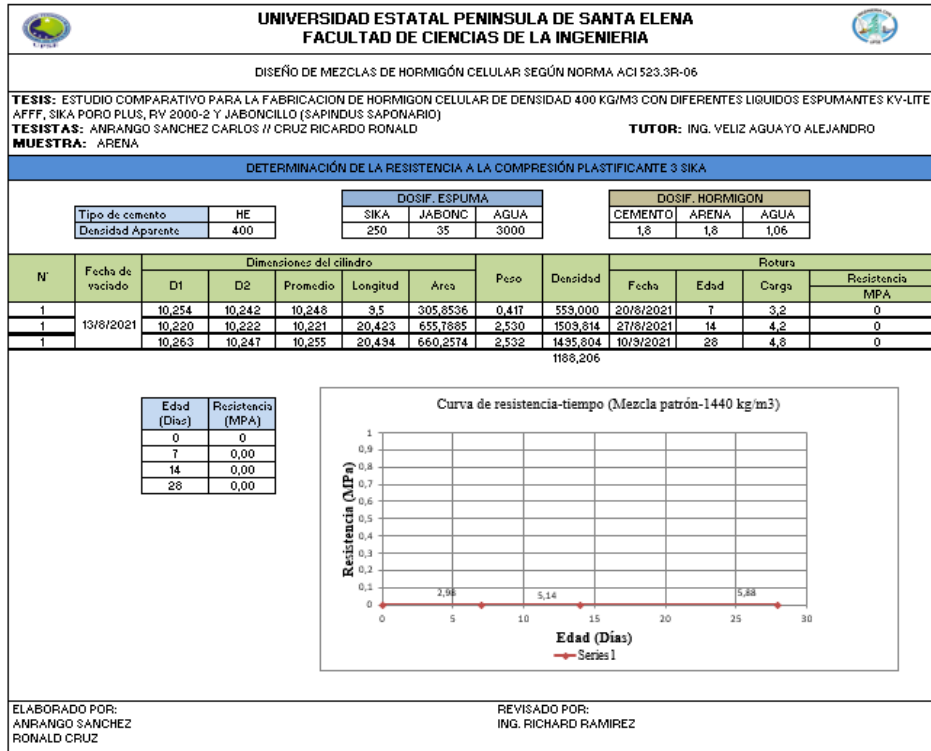 UNIVERSIDAD ESTATAL PENINSULA DE SANTA ELENA
FACULTAD DE CIENCIAS DE LA INGENIERIA
DISEÑO DE MEZCLAS DE HORMIGÓN CELULAR SEGÚN NORMA ACI 523.3R-06
TESIS: ESTUDIO COMPARATIVO PARA LA FABRICACION DE HORMIGON CELULAR DE DENSIDAD 400 KG/M3 CON DIFERENTES LIQUIDOS ESPUMANTES KV-LITE
AFFF, SIKA PORO PLUS, RV 2000-2 Y JABONCILLO (SAPINDUS SAPONARIO)
TESISTAS: ANRANGO SANCHEZ CARLOS // CRUZ RICARDO RONALD TUTOR: ING. VELIZ AGUAYO ALEJANDRO
MUESTRA: ARENA
DETERMINACIÓN DE LA RESISTENCIA A LA COMPRESIÓN PLASTIFICANTE 3 SIKA
DOSIF. ESPUMA DOSIF. HORMIGON
Tipo de cemento HE SIKA JABONC AGUA CEMENTO ARENA AGUA
Densidad Aparente 400 250 35 3000 1,8 1,8 1,06
N° Fecha de vaciado Dimensiones del cilindro Peso Densidad Rotura
D1 D2 Promedio Longitud Area Fecha Edad Carga Resistencia
MPA
1 10,254 10,242 10,248 9,5 305,8536 0,417 559,000 20/8/2021 7 3,2 0
1 13/8/2021 10,220 10,222 10,221 20,423 655,7885 2,530 1509,814 27/8/2021 14 4,2 0
1 10,263 10,247 10,255 20,494 660,2574 2,532 1495,804 10/9/2021 28 4,8 0
1188,206
Edad (Dias) Resistencia (MPA)
0 0
7 0,00
14 0,00
28 0,00
Curva de resistencia-tiempo (Mezcla patrón-1440 kg/m3)
Resistencia (MPa)
1
0,9
0,8
0,7
0,6
0,5
0,4
0,3
0,2
0,1
0
2,98 5,14 5,88
0 5 10 15 20 25 30
Edad (Días)
Series1
ELABORADO POR: REVISADO POR:
ANRANGO SANCHEZ ING. RICHARD RAMIREZ
RONALD CRUZ